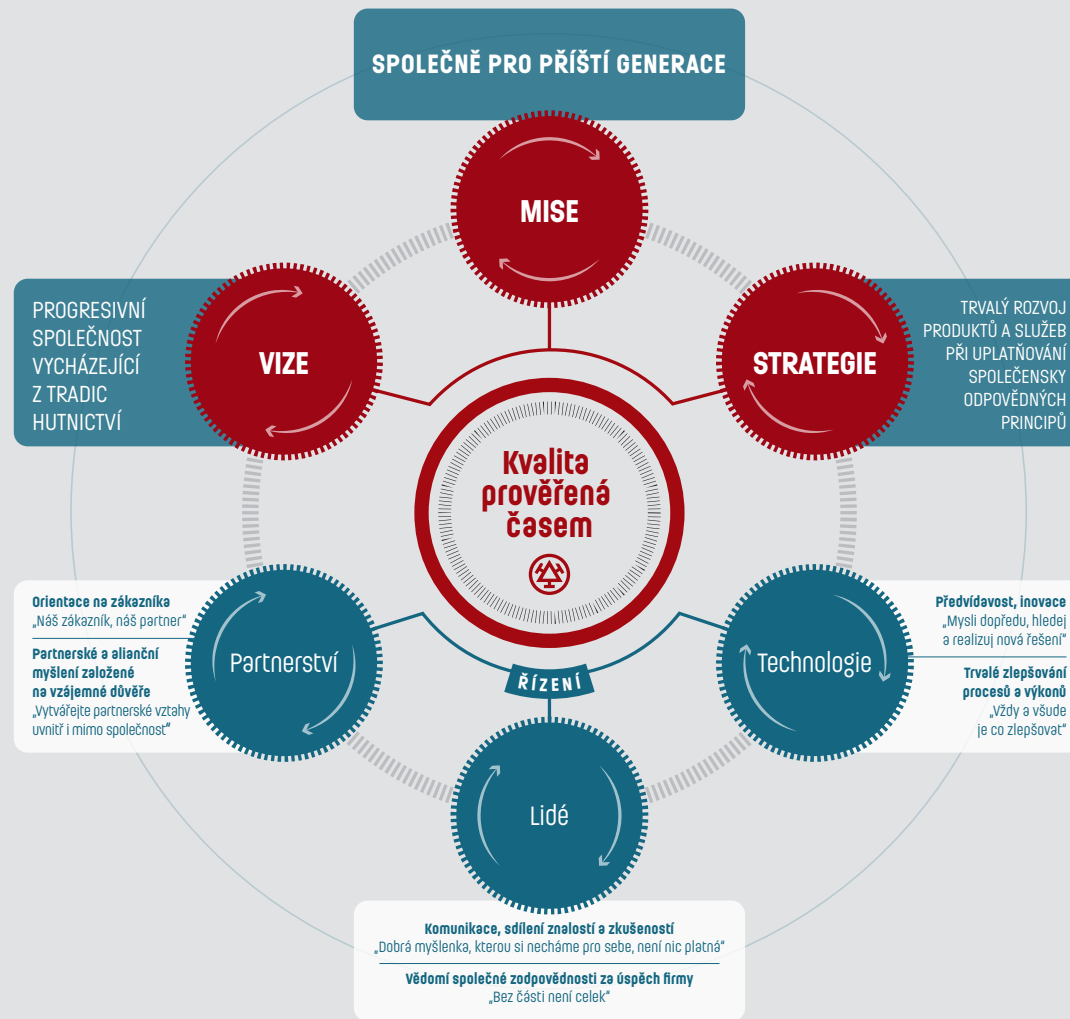 SPOLEČNĚ PRO PŘÍŠTÍ GENERACE
MISE
PROGRESIVNÍ
SPOLEČNOST
VYCHÁZEJÍCÍ
Z TRADIC
HUTNICTVÍ
VIZE
STRATEGIE
TRVALÝ ROZVOJ
PRODUKTŮ A SLUŽEB
PŘI UPLATŇOVÁNÍ
SPOLEČENSKY
ODPOVĚDNÝCH
PRINCIPŮ
Kvalita
prověřená
časem
Orientace na zákazníka
„Náš zákazník, náš partner“
Partnerské a alianční
myšlení založené
na vzájemné důvěře
„Vytvářejte partnerské vztahy
uvnitř i mimo společnost“
Partnerství
ŘÍZENÍ
Technologie
Předvídavost, inovace
„Mysli dopředu, hledej
a realizuj nová řešení“
Trvalé zlepšování
procesů a výkonů
„Vždy a všude
je co zlepšovat“
Lidé
Komunikace, sdílení znalostí a zkušeností
„Dobrá myšlenka, kterou si necháme pro sebe, není nic platná“
Vědomí společné zodpovědnosti za úspěch firmy
„Bez části není celek“